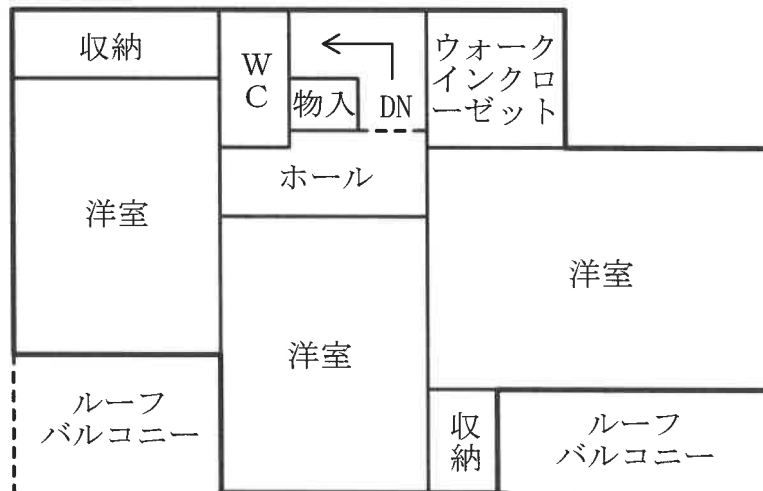 収納
WC
物入
DN
ウォーク
インクロ
ーゼット
ホール
洋室
洋室
洋室
ルーフ
バルコニー
収納
ルーフ
バルコニー